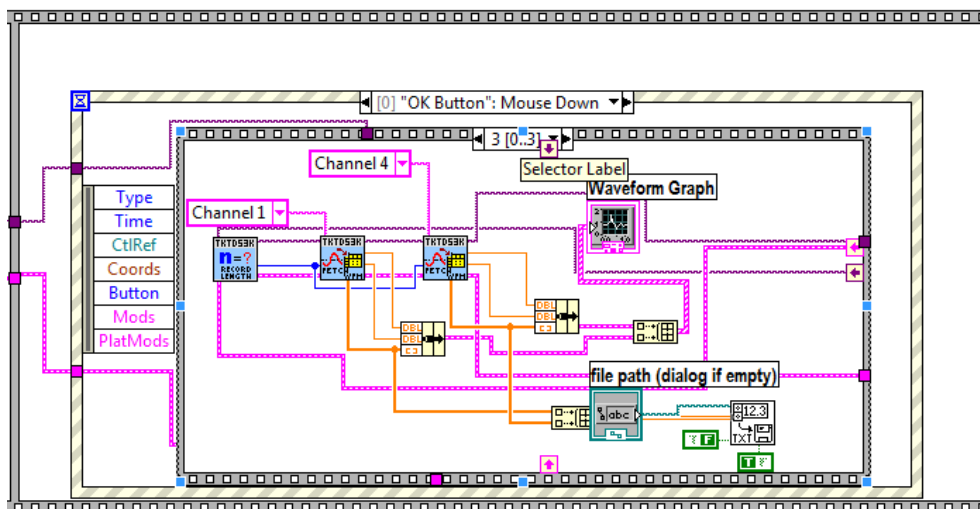 [0] "OK Button": Mouse Down
3 [0..3]
Channel 4
Selector Label
Waveform Graph
Type
Time
CtlRef
Coords
Button
Mods
PlatMods
Channel 1
TKTDS3K
n=?
RECORD
LENGTH
TKTDS3K
FETC
WFM
TKTDS3K
FETC
WFM
DBL
DBL
DBL
DBL
file path (dialog if empty)
abc
12.3
TXT
F
T